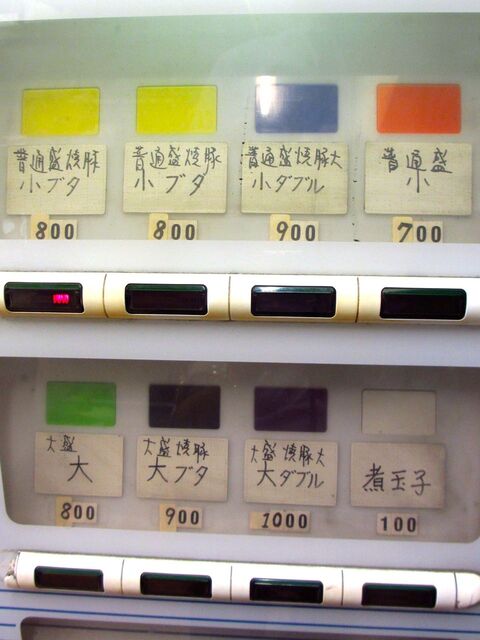 普通盛焼豚
小ブタ
800
普通盛焼豚
小ブタ
800
普通盛焼豚大
小ダブル
900
普通盛
小
700
大盛
大
800
大盛焼豚
大ブタ
900
大盛焼豚大
大ダブル
1000
煮玉子
100